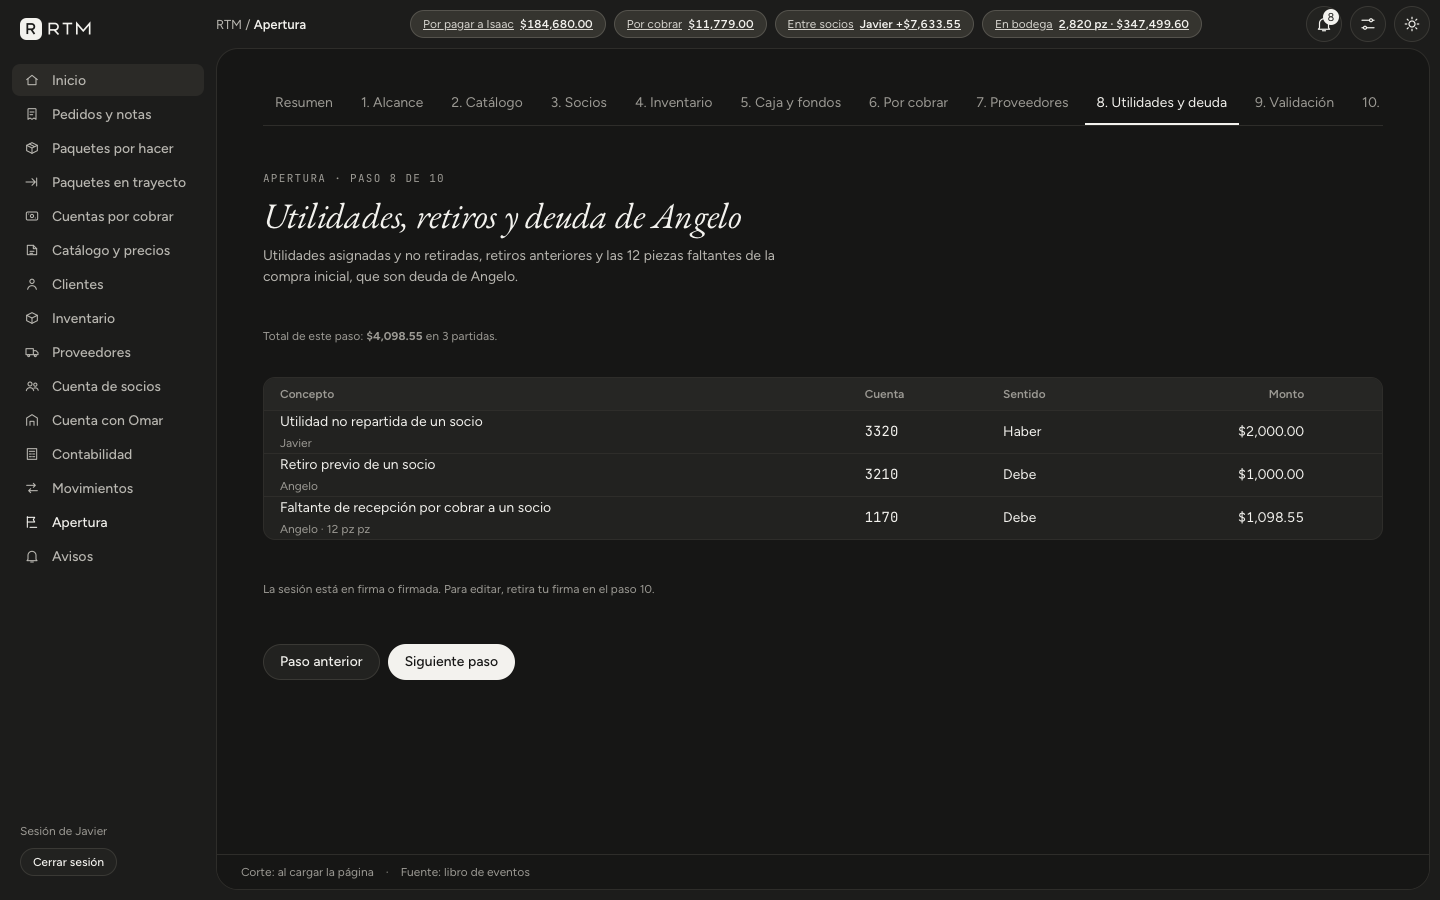 R RTM
RTM / Apertura
Por pagar a Isaac $184,680.00
Por cobrar $11,779.00
Entre socios Javier +$7,633.55
En bodega 2,820 pz · $347,499.60
8
Inicio
Pedidos y notas
Paquetes por hacer
Paquetes en trayecto
Cuentas por cobrar
Catálogo y precios
Clientes
Inventario
Proveedores
Cuenta de socios
Cuenta con Omar
Contabilidad
Movimientos
Apertura
Avisos
Sesión de Javier
Cerrar sesión
Resumen 1. Alcance 2. Catálogo 3. Socios 4. Inventario 5. Caja y fondos 6. Por cobrar 7. Proveedores 8. Utilidades y deuda 9. Validación 10.
APERTURA · PASO 8 DE 10
Utilidades, retiros y deuda de Angelo
Utilidades asignadas y no retiradas, retiros anteriores y las 12 piezas faltantes de la
compra inicial, que son deuda de Angelo.
Total de este paso: $4,098.55 en 3 partidas.
Concepto Cuenta Sentido Monto
Utilidad no repartida de un socio 3320 Haber $2,000.00
Javier
Retiro previo de un socio 3210 Debe $1,000.00
Angelo
Faltante de recepción por cobrar a un socio 1170 Debe $1,098.55
Angelo · 12 pz pz
La sesión está en firma o firmada. Para editar, retira tu firma en el paso 10.
Paso anterior Siguiente paso
Corte: al cargar la página · Fuente: libro de eventos